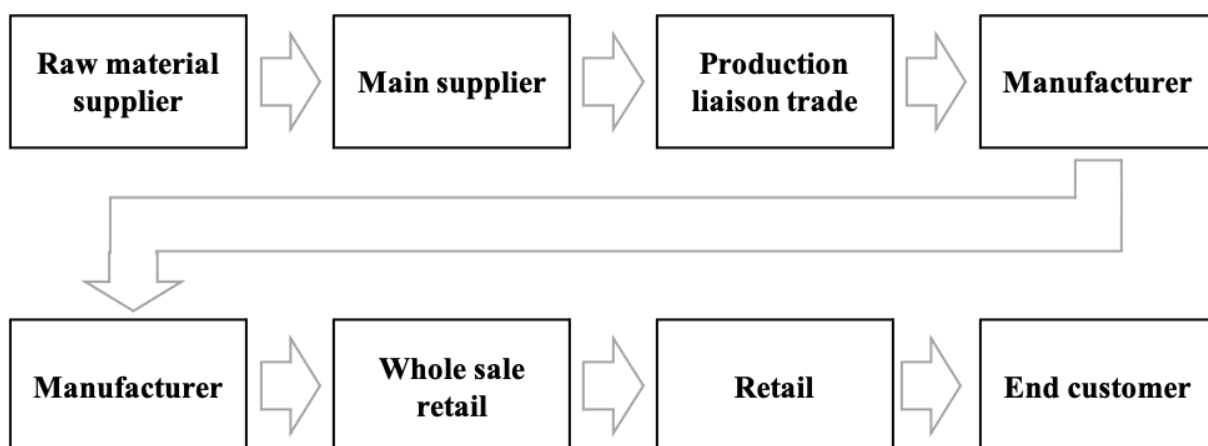 Raw material
supplier
Main supplier
Production
liaison trade
Manufacturer
Manufacturer
Whole sale
retail
Retail
End customer